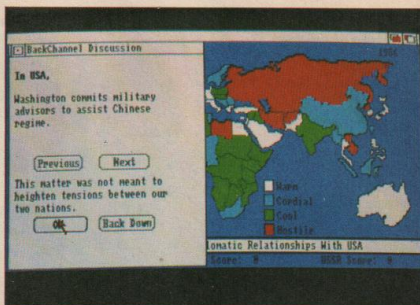 BackChannel Discussion
In USA,
Washington commits military
advisors to assist Chinese
regime.
Previous
Next
This matter was not meant to
heighten tensions between our
two nations.
OK
Back Down
Warm
Cordial
Cool
Hostile
lomatic Relationships With USA
Score: 0
USSR Score: 0